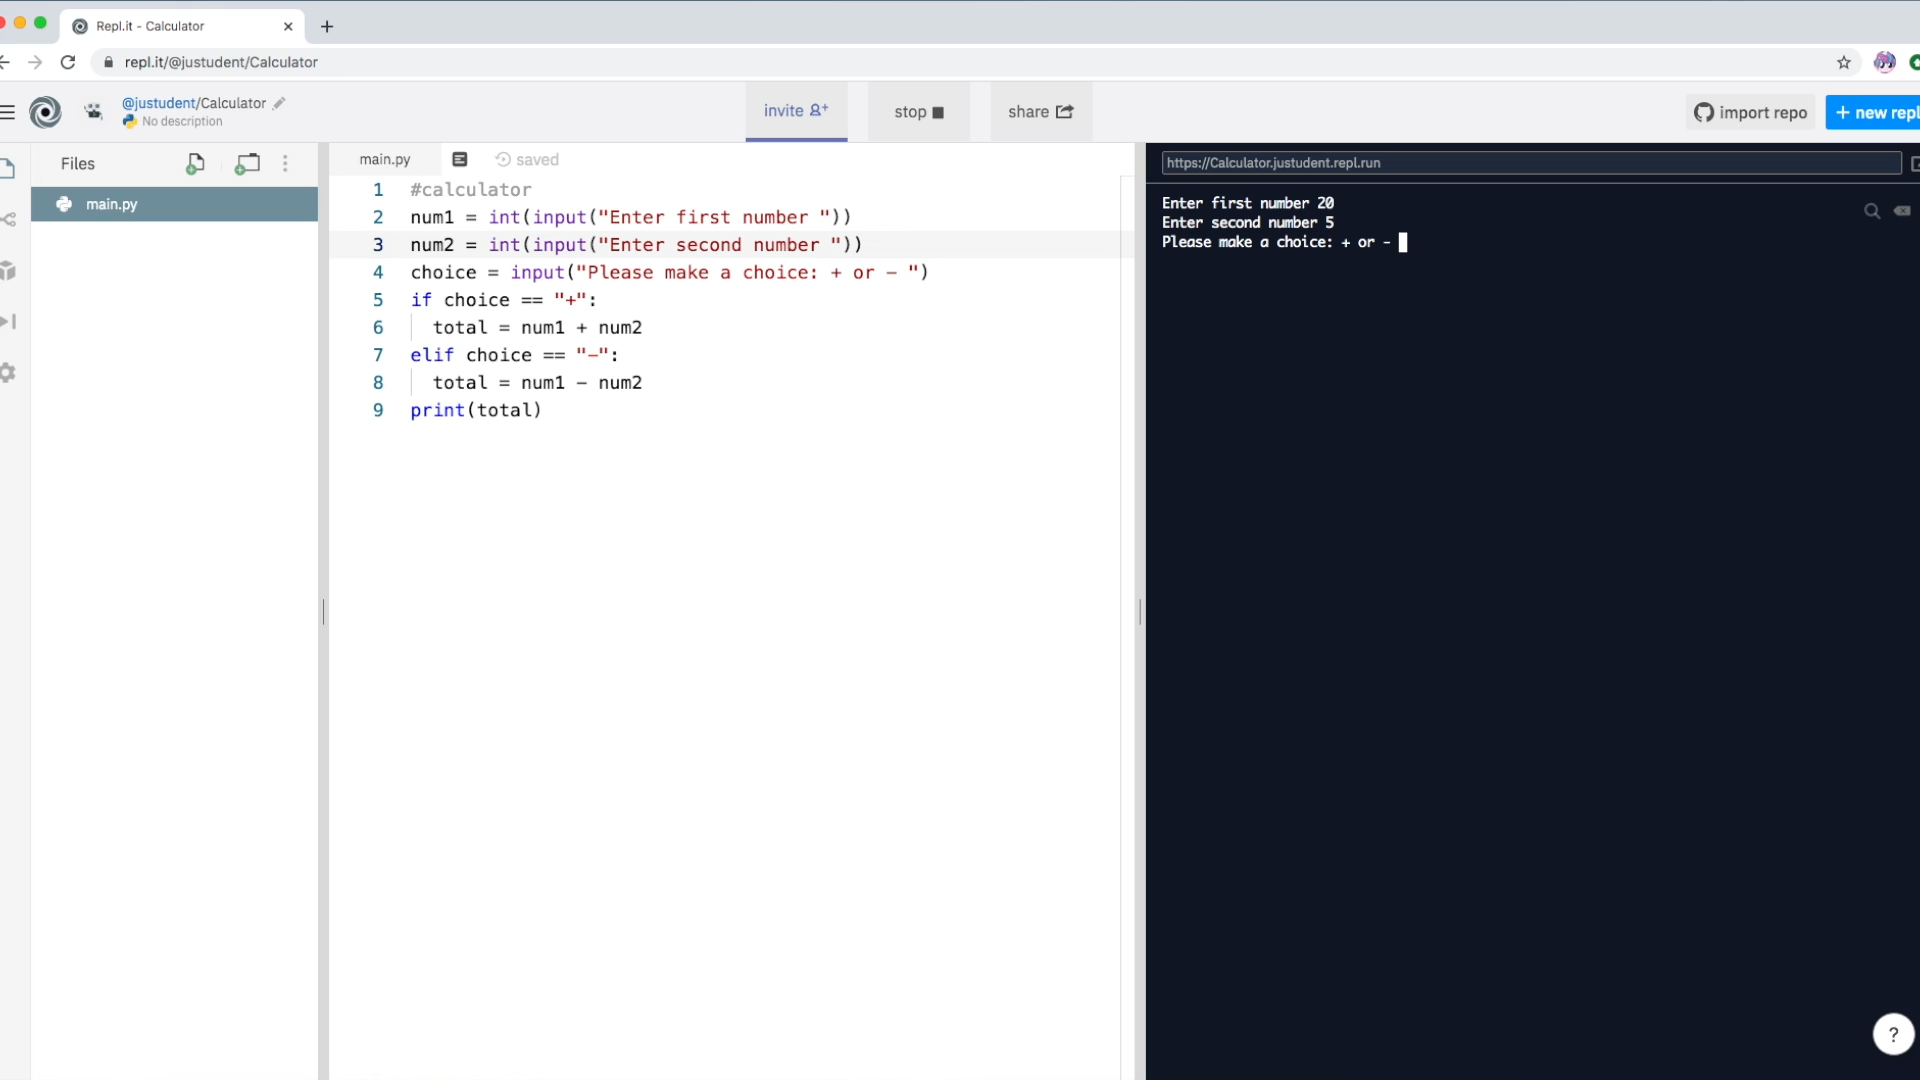 Repl.it - Calculator
repl.it/@justudent/Calculator
@justudent/Calculator
No description
invite
stop
share
import repo
+ new repl
Files
main.py
main.py
saved
1 #calculator
2 num1 = int(input("Enter first number "))
3 num2 = int(input("Enter second number "))
4 choice = input("Please make a choice: + or - ")
5 if choice == "+":
6 total = num1 + num2
7 elif choice == "-":
8 total = num1 - num2
9 print(total)
https://Calculator.justudent.repl.run
Enter first number 20
Enter second number 5
Please make a choice: + or -
?